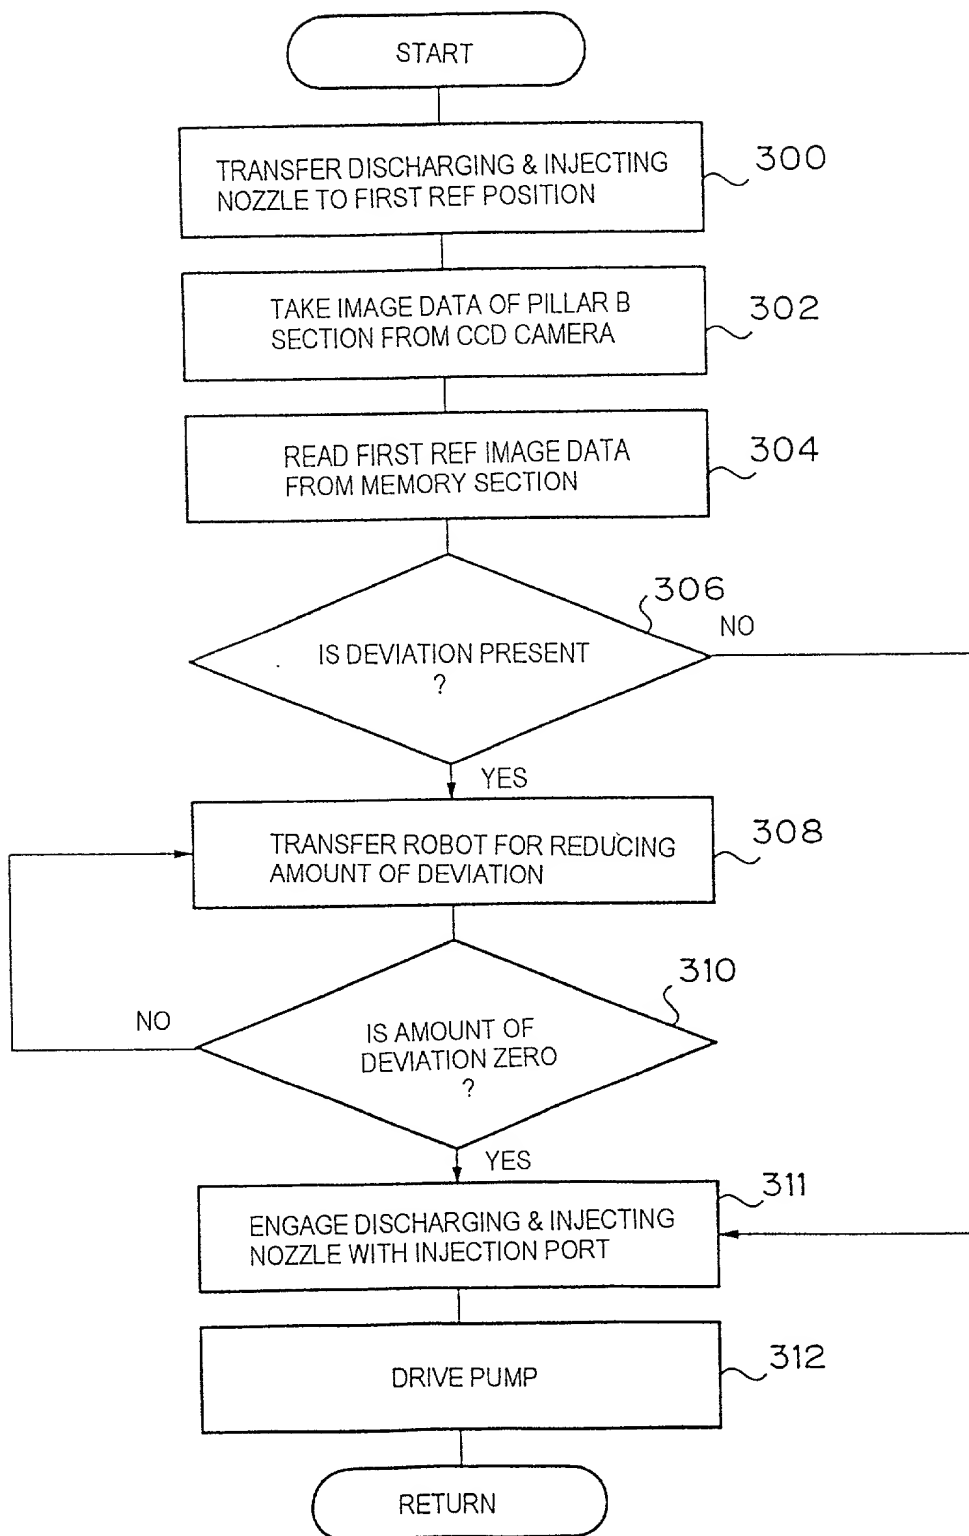 START
TRANSFER DISCHARGING & INJECTING
NOZZLE TO FIRST REF POSITION
300
TAKE IMAGE DATA OF PILLAR B
SECTION FROM CCD CAMERA
302
READ FIRST REF IMAGE DATA
FROM MEMORY SECTION
304
306
IS DEVIATION PRESENT
?
NO
YES
TRANSFER ROBOT FOR REDUCING
AMOUNT OF DEVIATION
308
310
NO
IS AMOUNT OF
DEVIATION ZERO
?
YES
311
ENGAGE DISCHARGING & INJECTING
NOZZLE WITH INJECTION PORT
DRIVE PUMP
312
RETURN